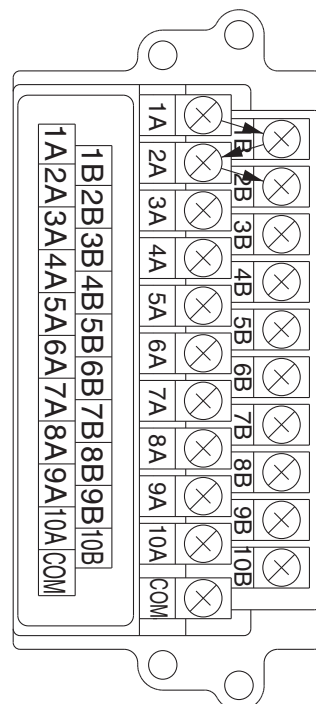 1A 2A 3A 4A 5A 6A 7A 8A 9A 10A COM
1B 2B 3B 4B 5B 6B 7B 8B 9B 10B
1A
1B
2A
2B
3A
3B
4A
4B
5A
5B
6A
6B
7A
7B
8A
8B
9A
9B
10A
10B
COM